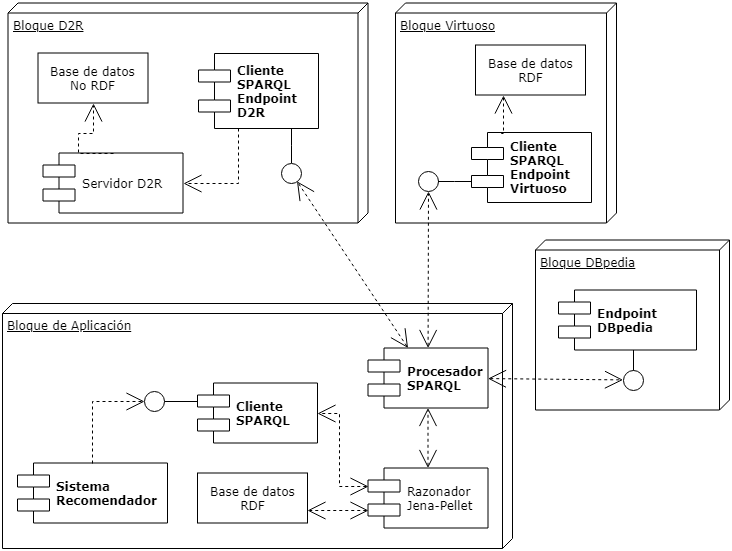 Bloque D2R
Base de datos
No RDF
Cliente
SPARQL
Endpoint
D2R
Servidor D2R
Bloque Virtuoso
Base de datos
RDF
Cliente
SPARQL
Endpoint
Virtuoso
Bloque DBpedia
Endpoint
DBpedia
Bloque de Aplicación
Procesador
SPARQL
Cliente
SPARQL
Sistema
Recomendador
Base de datos
RDF
Razonador
Jena-Pellet